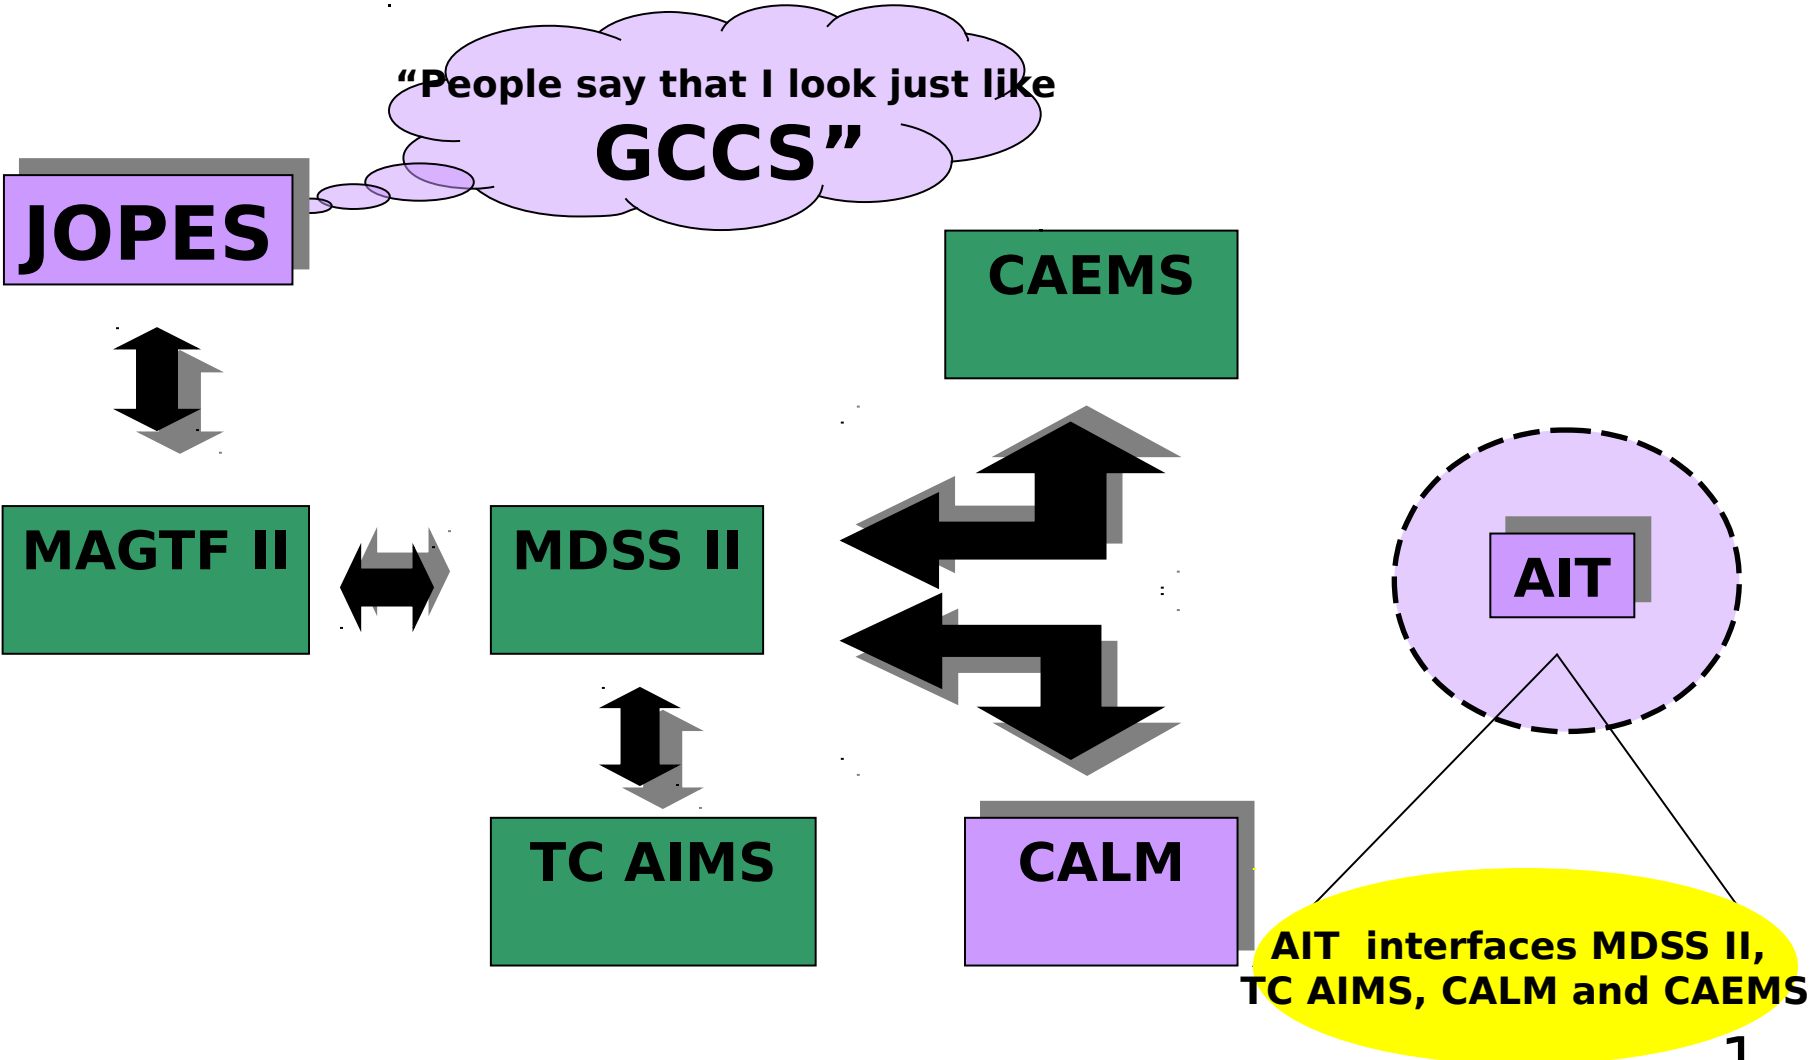 “People say that I look just like
GCCS”
JOPES
CAEMS
MAGTF II
MDSS II
AIT
TC AIMS
CALM
AIT  interfaces MDSS II,
TC AIMS, CALM and CAEMS
1